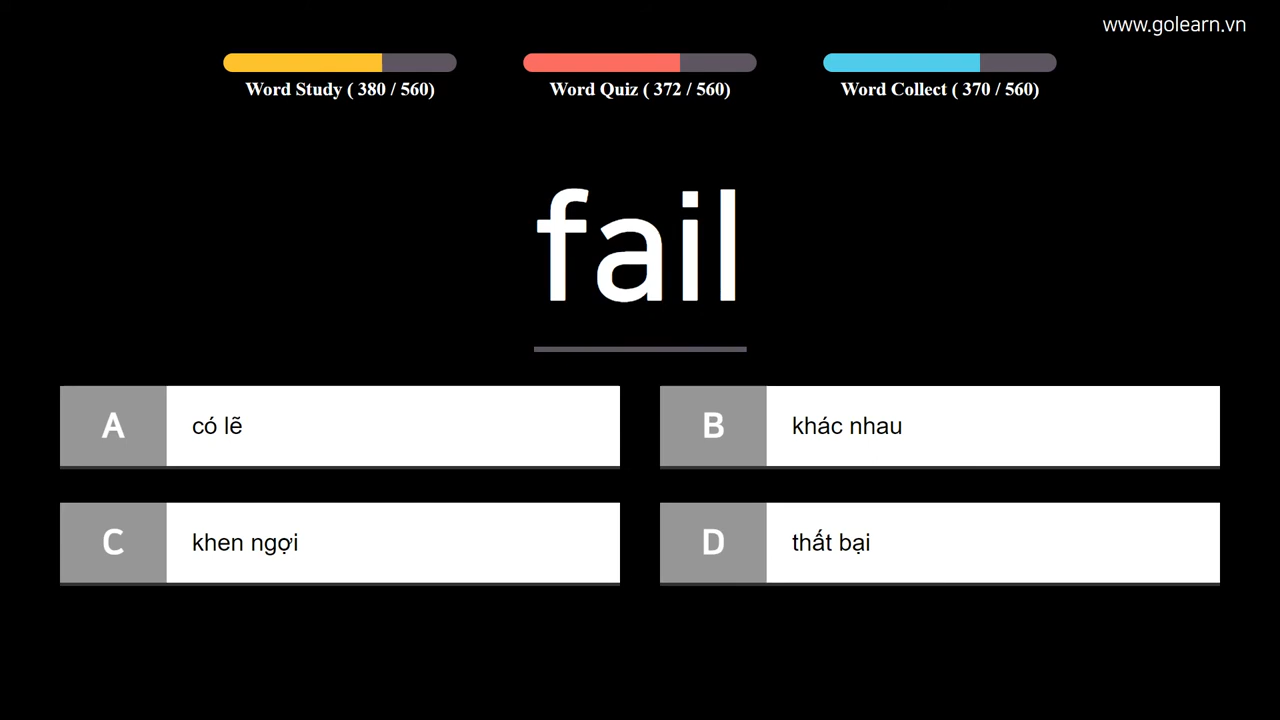 www.golearn.vn
Word Study ( 380 / 560)
Word Quiz ( 372 / 560)
Word Collect ( 370 / 560)
fail
A có lẽ
B khác nhau
C khen ngợi
D thất bại